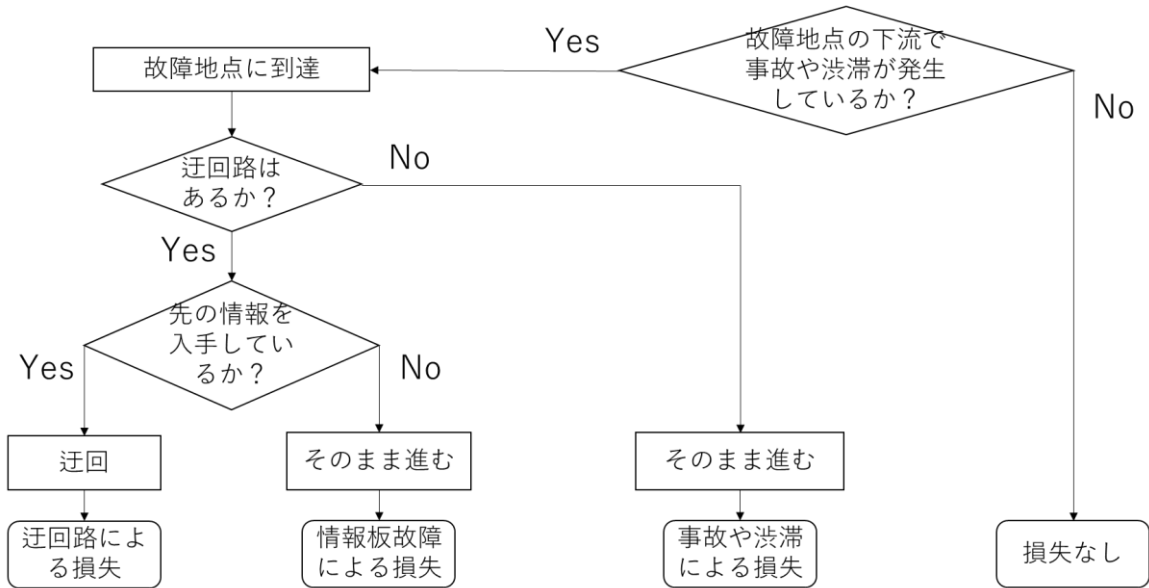 Yes
故障地点の下流で
事故や渋滞が発生
しているか？
故障地点に到達
No
迂回路は
あるか？
No
Yes
先の情報を
入手してい
るか？
Yes
No
迂回
そのまま進む
そのまま進む
迂回路によ
る損失
情報板故障
による損失
事故や渋滞
による損失
損失なし